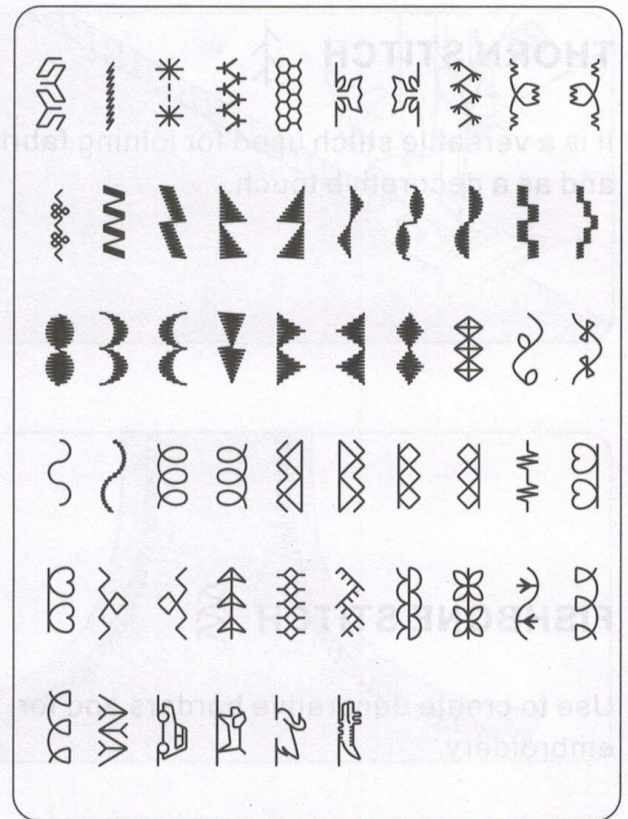 THORN STITCH
It is a versatile stitch used for joining fabri
and as a decorative touch.
FISHBONE STITCH
Use to create decorative borders and for
embroidery.